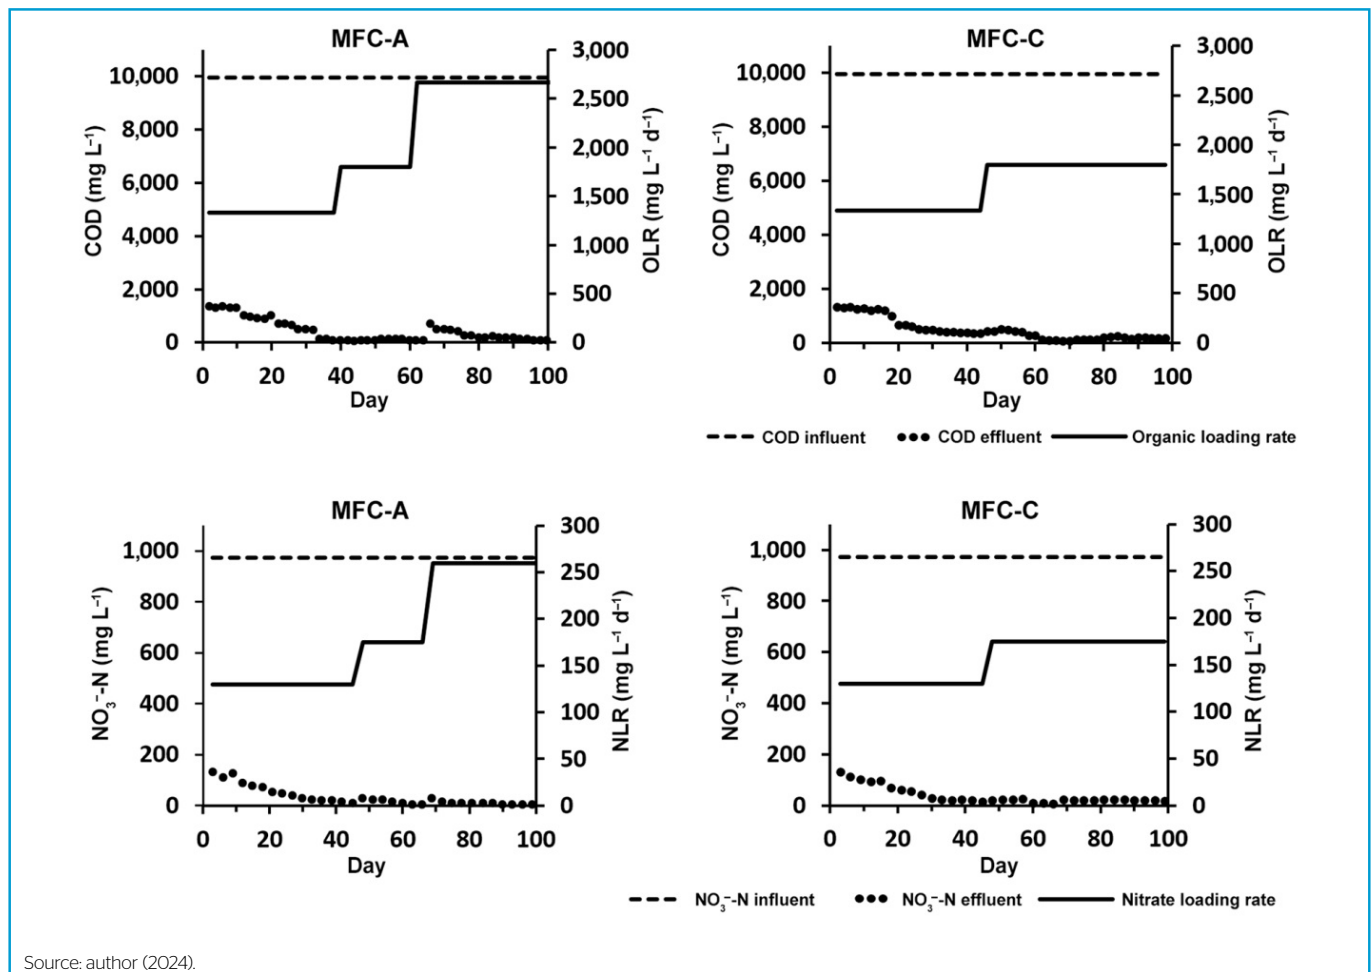 MFC-A
COD (mg L⁻¹)
10,000
8,000
6,000
4,000
2,000
0
3,000
2,500
2,000
1,500
1,000
500
0
OLR (mg L⁻¹ d⁻¹)
0 20 40 60 80 100
Day
MFC-C
COD (mg L⁻¹)
10,000
8,000
6,000
4,000
2,000
0
3,000
2,500
2,000
1,500
1,000
500
0
OLR (mg L⁻¹ d⁻¹)
0 20 40 60 80 100
Day
COD influent COD effluent Organic loading rate
MFC-A
NO₃⁻-N (mg L⁻¹)
1,000
800
600
400
200
0
300
250
200
150
100
50
0
NLR (mg L⁻¹ d⁻¹)
0 20 40 60 80 100
Day
MFC-C
NO₃⁻-N (mg L⁻¹)
1,000
800
600
400
200
0
300
250
200
150
100
50
0
NLR (mg L⁻¹ d⁻¹)
0 20 40 60 80 100
Day
NO₃⁻-N influent NO₃⁻-N effluent Nitrate loading rate
Source: author (2024).